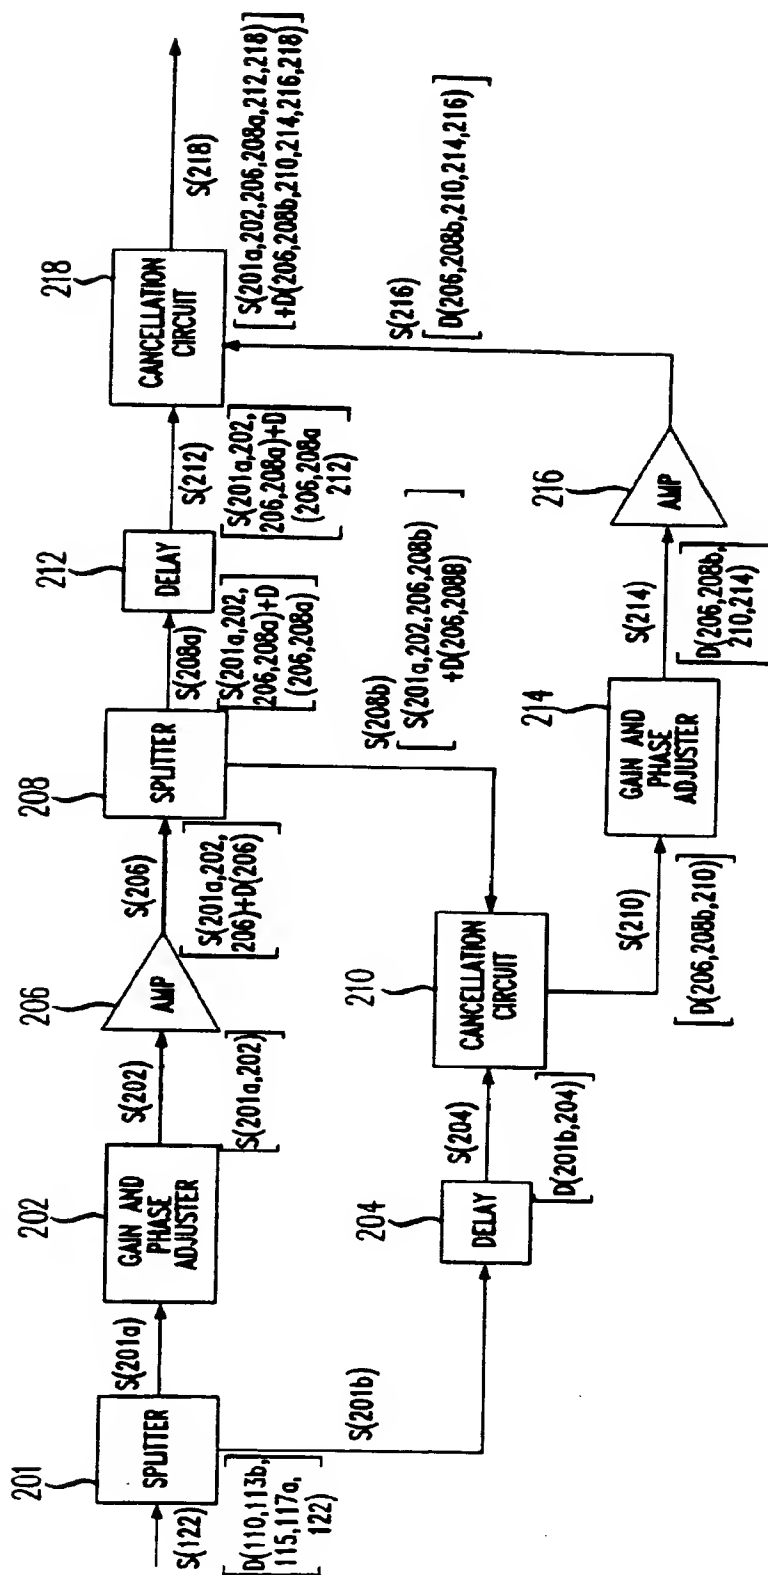 201
SPLITTER
S(122)
[D(110,113b,
115,117a,
122)]
S(201a)
S(201b)
202
GAIN AND
PHASE
ADJUSTER
S(202)
[S(201a,202)]
204
DELAY
S(204)
[D(201b,204)]
206
AMP
S(206)
[S(201a,202,
206)+D(206)]
208
SPLITTER
S(208a)
[S(201a,202,
206,208a)+D
(206,208a)]
S(208b)
[S(201a,202,206,208b)
+D(206,208B)]
210
CANCELLATION
CIRCUIT
S(210)
[D(206,208b,210)]
212
DELAY
S(212)
[S(201a,202,
206,208a)+D
(206,208a
212)]
214
GAIN AND
PHASE
ADJUSTER
S(214)
[D(206,208b,
210,214)]
216
AMP
S(216)
[D(206,208b,210,214,216)]
218
CANCELLATION
CIRCUIT
S(218)
[S(201a,202,206,208a,212,218)
+D(206,208b,210,214,216,218)]